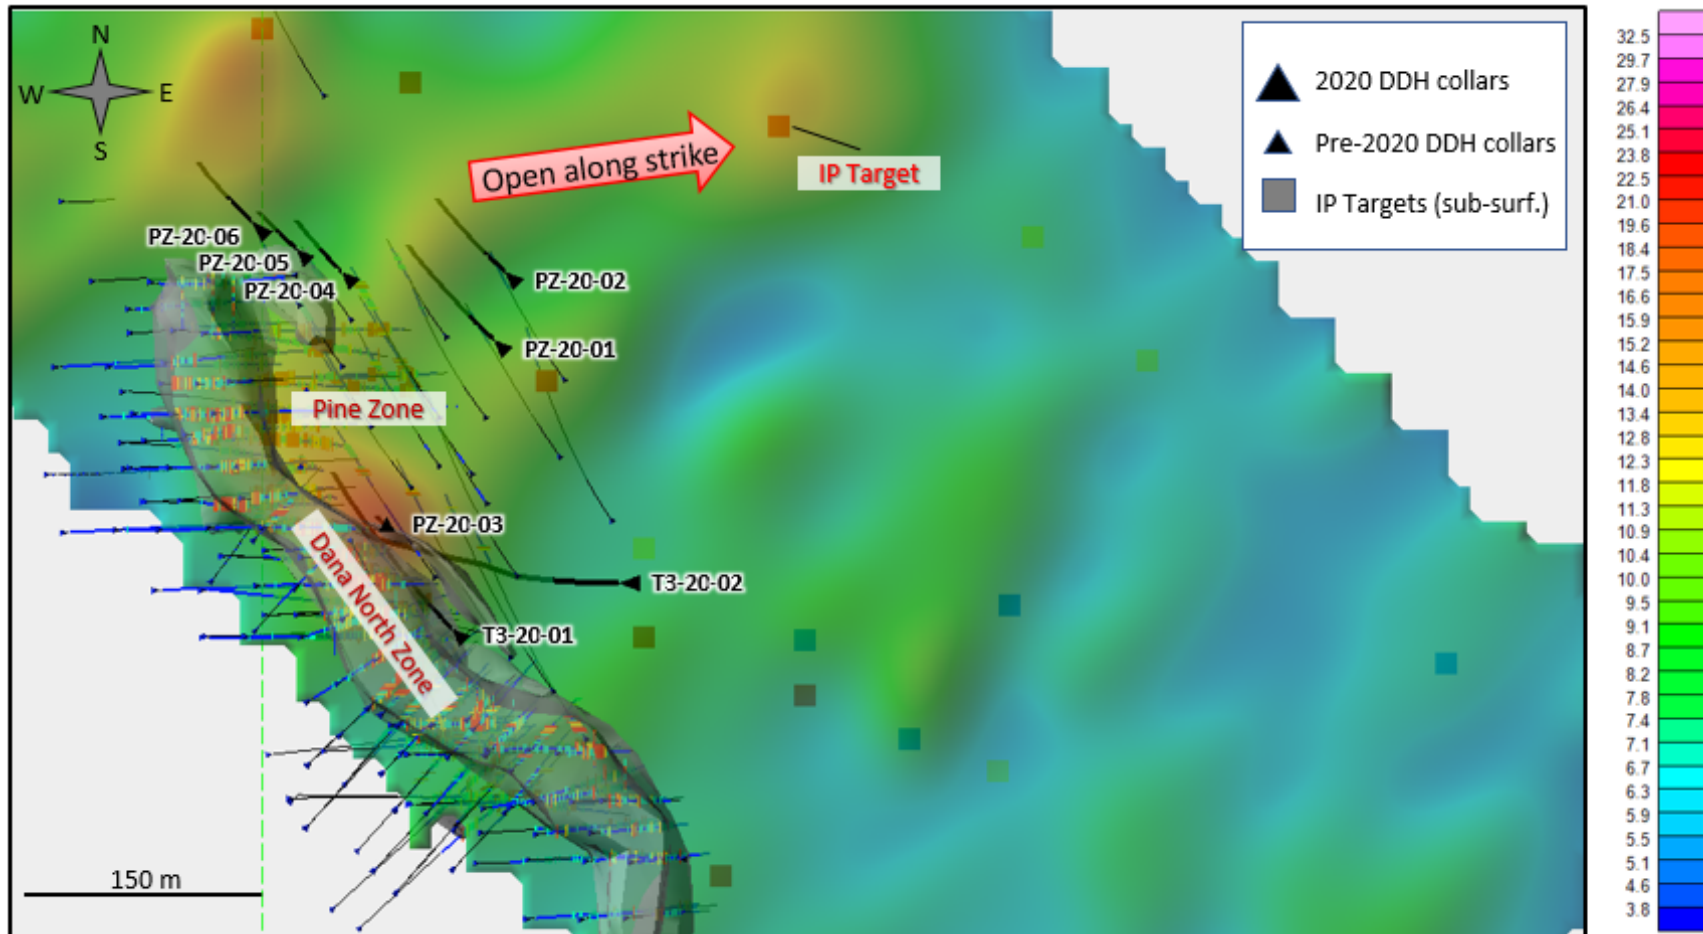 N
W
E
S
Open along strike
IP Target
2020 DDH collars
Pre-2020 DDH collars
IP Targets (sub-surf.)
PZ-20-06
PZ-20-05
PZ-20-04
PZ-20-02
PZ-20-01
Pine Zone
PZ-20-03
Dana North Zone
T3-20-02
T3-20-01
150 m
32.5
29.7
27.9
26.4
25.1
23.8
22.5
21.0
19.6
18.4
17.5
16.6
15.9
15.2
14.6
14.0
13.4
12.8
12.3
11.8
11.3
10.9
10.4
10.0
9.5
9.1
8.7
8.2
7.8
7.4
7.1
6.7
6.3
5.9
5.5
5.1
4.6
3.8